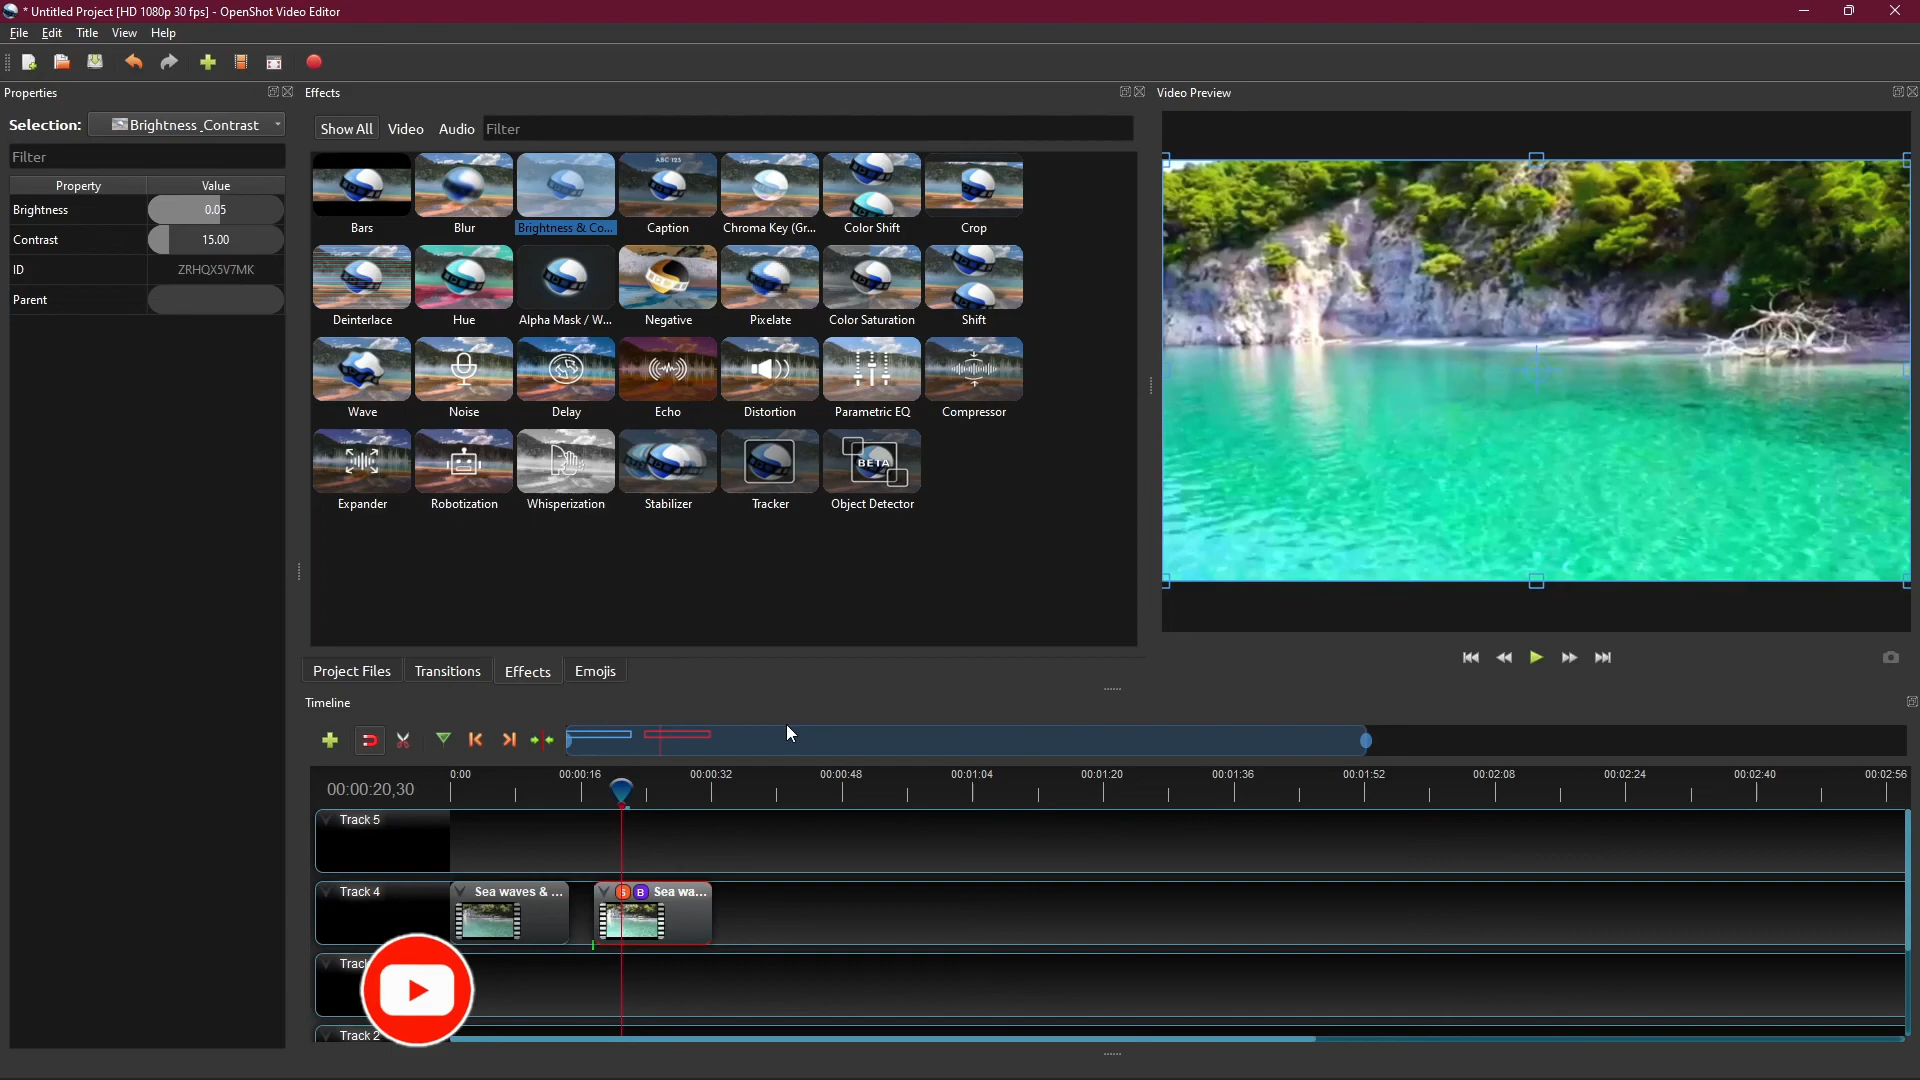 * Untitled Project [HD 1080p 30 fps] - OpenShot Video Editor
File Edit Title View Help
Properties
Effects
Video Preview
Selection: Brightness_Contrast
Show All Video Audio Filter
Filter
Property Value
Brightness 0.05
Contrast 15.00
ID ZRHQX5V7MK
Parent
ABC 123
Bars Blur Brightness & Co... Caption Chroma Key (Gr... Color Shift Crop
Deinterlace Hue Alpha Mask / W... Negative Pixelate Color Saturation Shift
Wave Noise Delay Echo Distortion Parametric EQ Compressor
BETA
Expander Robotization Whisperization Stabilizer Tracker Object Detector
Project Files Transitions Effects Emojis
Timeline
00:00:20,30
0:00 00:00:16 00:00:32 00:00:48 00:01:04 00:01:20 00:01:36 00:01:52 00:02:08 00:02:24 00:02:40 00:02:56
Track 5
Track 4
Sea waves & ...
S B Sea wa...
Trac
Track 2